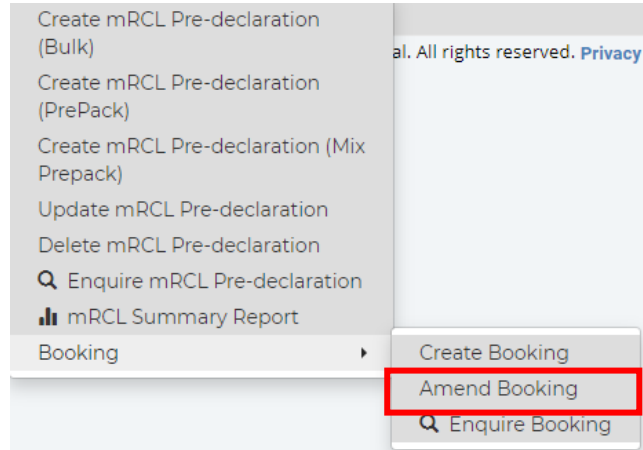 Create mRCL Pre-declaration
(Bulk)
al. All rights reserved. Privacy
Create mRCL Pre-declaration
(PrePack)
Create mRCL Pre-declaration (Mix
Prepack)
Update mRCL Pre-declaration
Delete mRCL Pre-declaration
Enquire mRCL Pre-declaration
mRCL Summary Report
Booking
Create Booking
Amend Booking
Enquire Booking